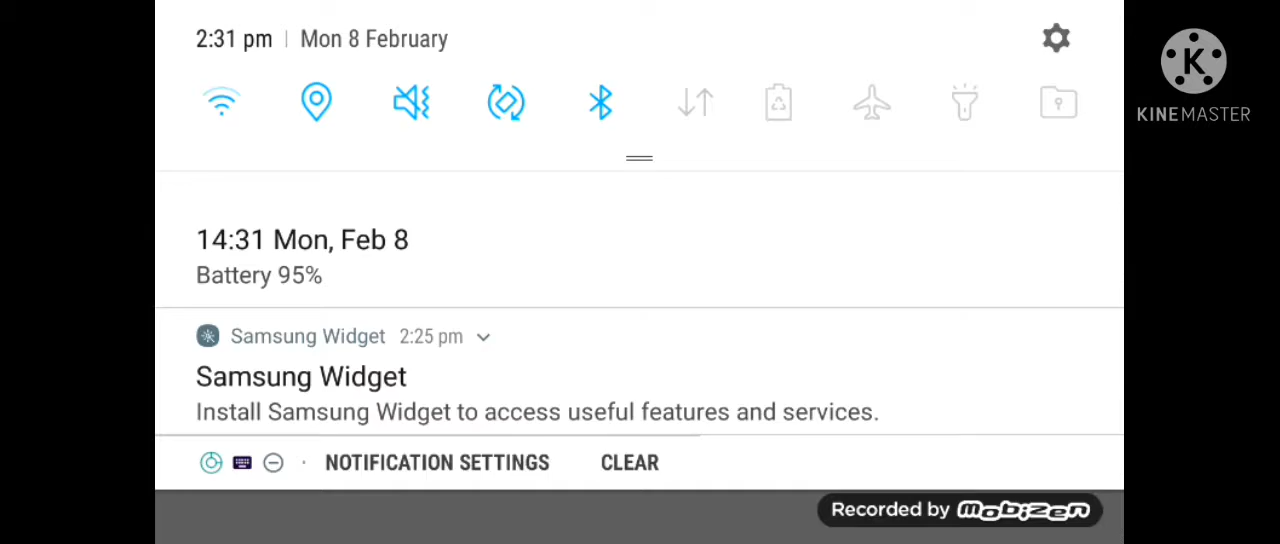 2:31 pm | Mon 8 February
K
KINEMASTER
14:31 Mon, Feb 8
Battery 95%
Samsung Widget 2:25 pm
Samsung Widget
Install Samsung Widget to access useful features and services.
· NOTIFICATION SETTINGS CLEAR
Recorded by mobizen